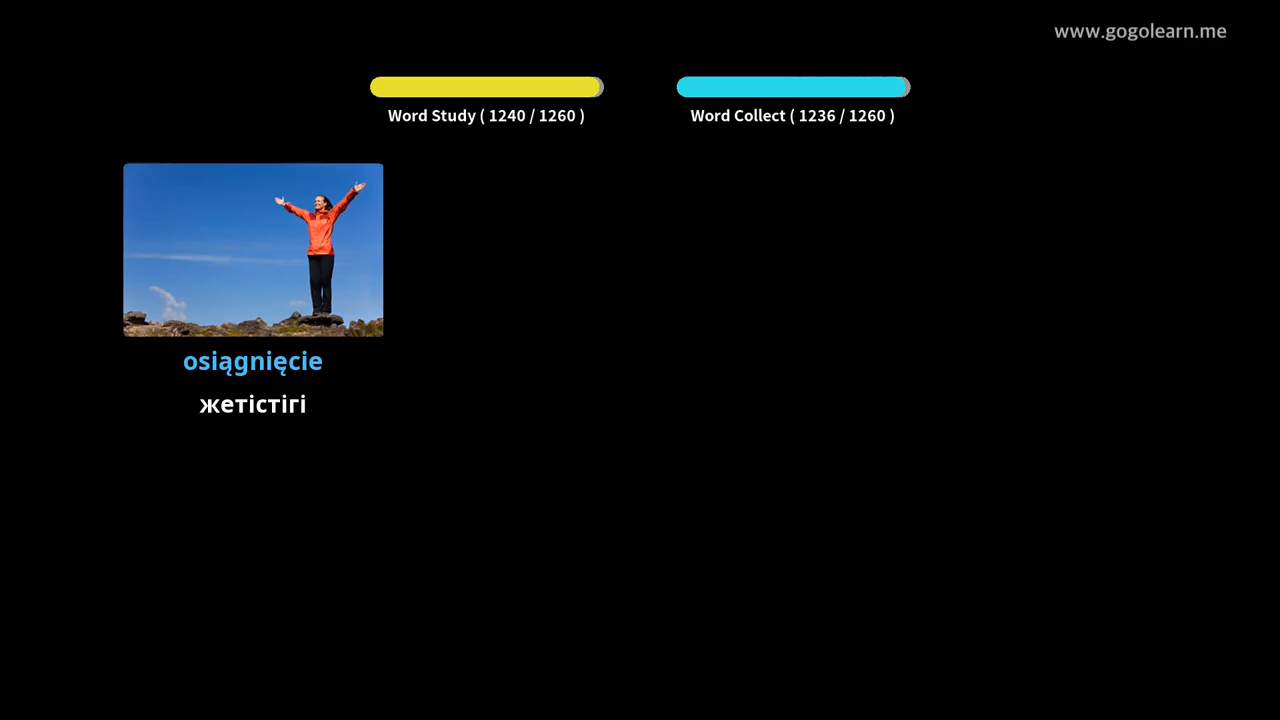 www.gogolearn.me
Word Study ( 1240 / 1260 )
Word Collect ( 1236 / 1260 )
osiągnięcie
жетістігі